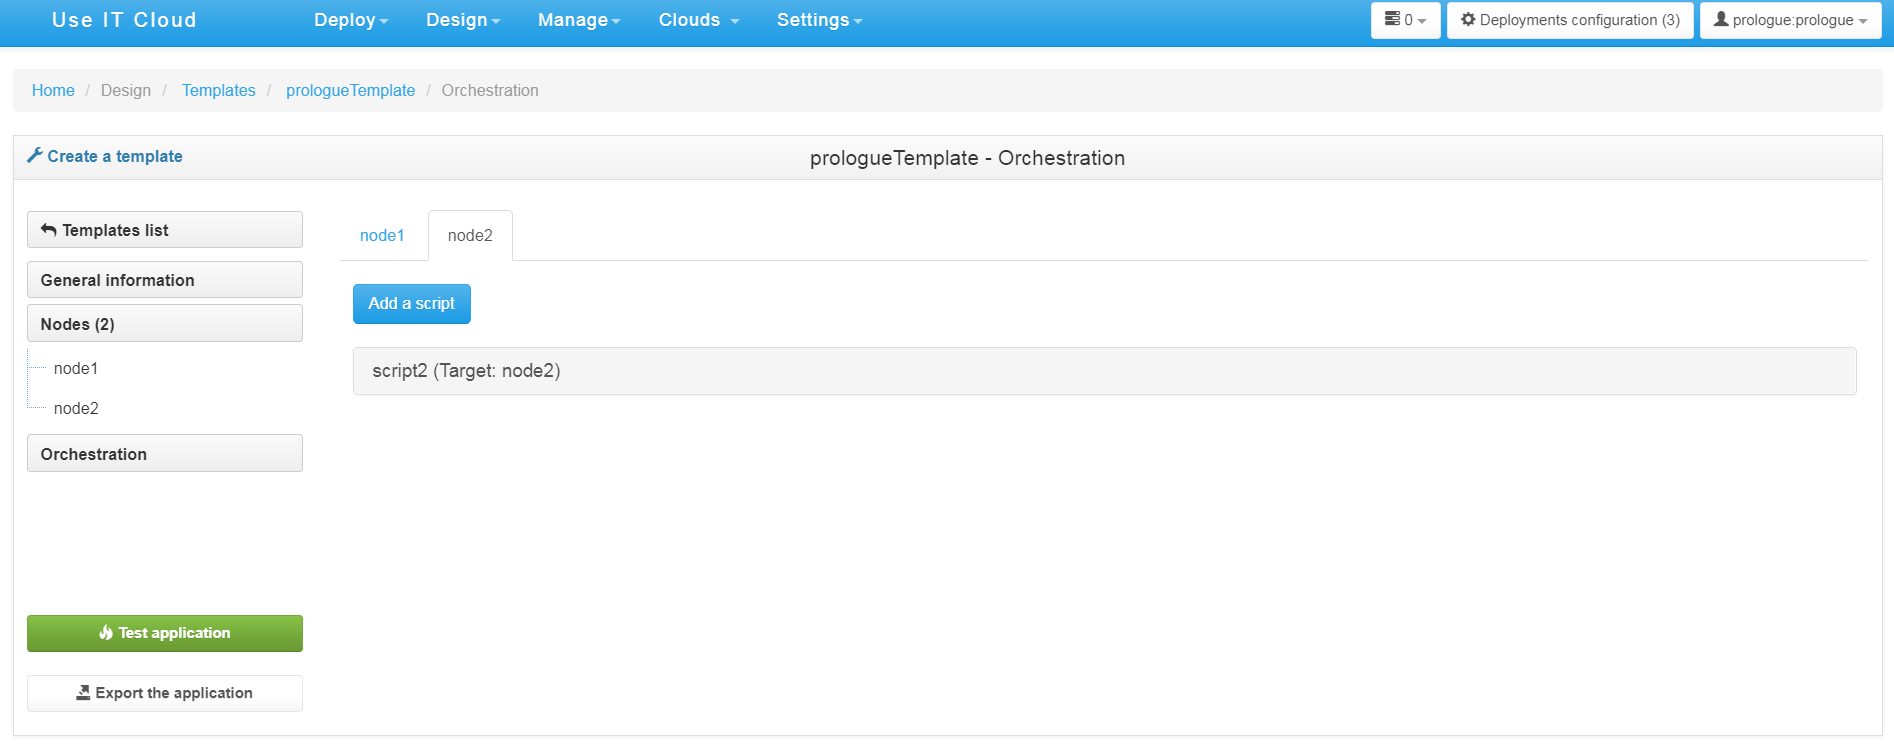 Use IT Cloud Deploy Design Manage Clouds Settings 0 Deployments configuration (3) prologue:prologue
Home / Design / Templates / prologueTemplate / Orchestration
Create a template
prologueTemplate - Orchestration
Templates list
General information
Nodes (2)
node1
node2
Orchestration
Test application
Export the application
node1 node2
Add a script
script2 (Target: node2)